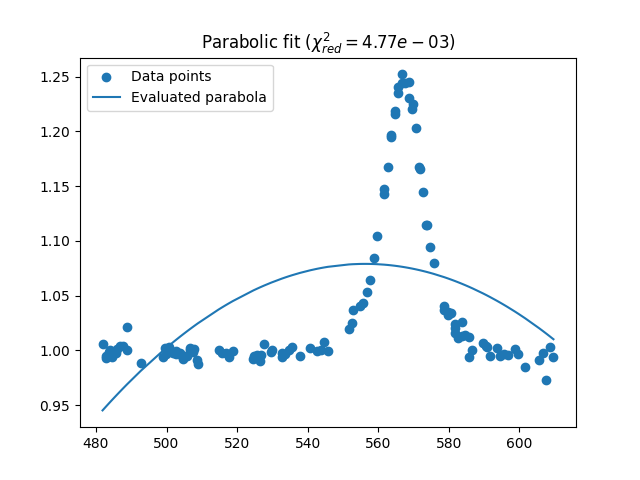 Parabolic fit (χ²red = 4.77e − 03)
Data points
Evaluated parabola
1.25
1.20
1.15
1.10
1.05
1.00
0.95
480 500 520 540 560 580 600